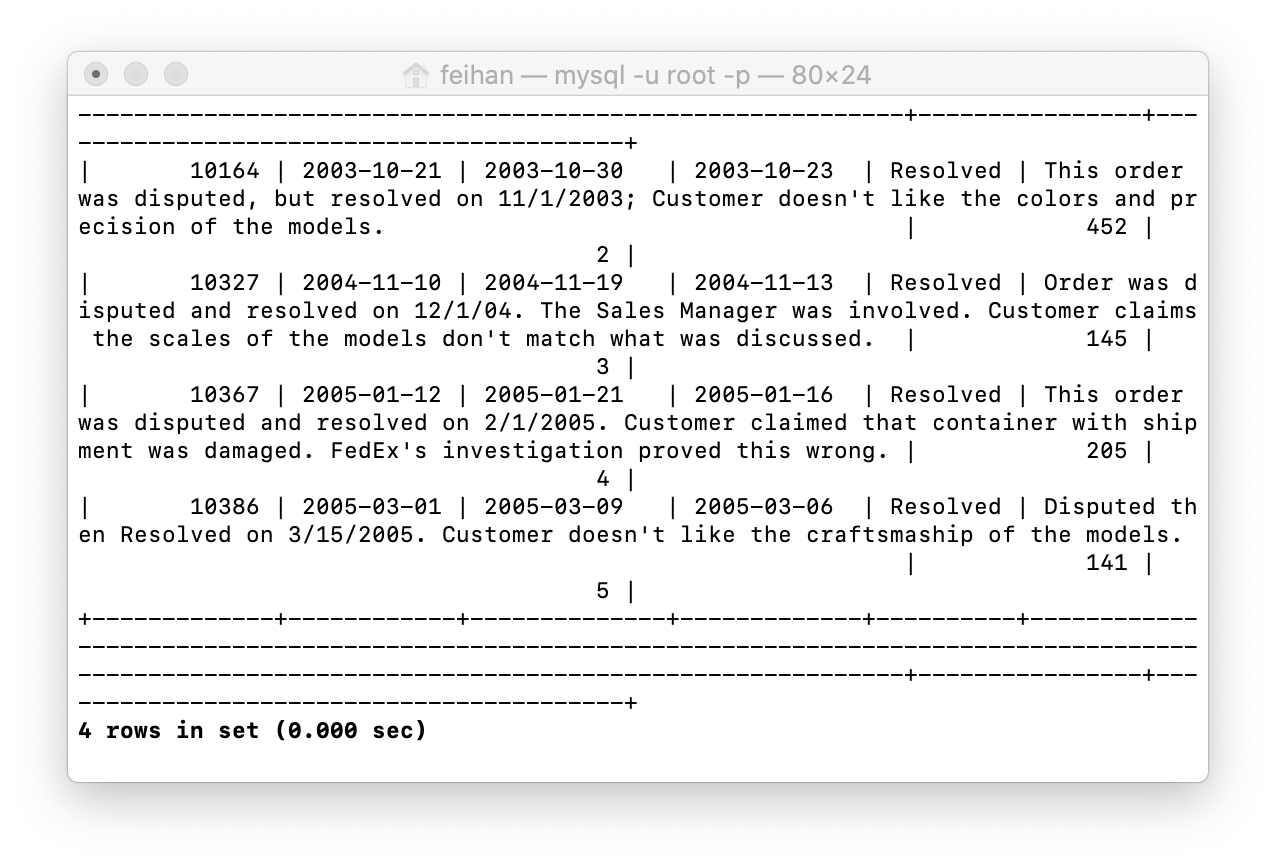 feihan — mysql -u root -p — 80×24
-----------------------------------------------------------+----------------+---
---------------------------------------+
|       10164 | 2003-10-21 | 2003-10-30   | 2003-10-23  | Resolved | This order 
was disputed, but resolved on 11/1/2003; Customer doesn't like the colors and pr
ecision of the models.                                     |            452 |
                                     2 |
|       10327 | 2004-11-10 | 2004-11-19   | 2004-11-13  | Resolved | Order was d
isputed and resolved on 12/1/04. The Sales Manager was involved. Customer claims
 the scales of the models don't match what was discussed.  |            145 |
                                     3 |
|       10367 | 2005-01-12 | 2005-01-21   | 2005-01-16  | Resolved | This order 
was disputed and resolved on 2/1/2005. Customer claimed that container with ship
ment was damaged. FedEx's investigation proved this wrong. |            205 |
                                     4 |
|       10386 | 2005-03-01 | 2005-03-09   | 2005-03-06  | Resolved | Disputed th
en Resolved on 3/15/2005. Customer doesn't like the craftsmaship of the models. 
                                                           |            141 |
                                     5 |
+-------------+------------+--------------+-------------+----------+------------
--------------------------------------------------------------------------------
-----------------------------------------------------------+----------------+---
---------------------------------------+
4 rows in set (0.000 sec)